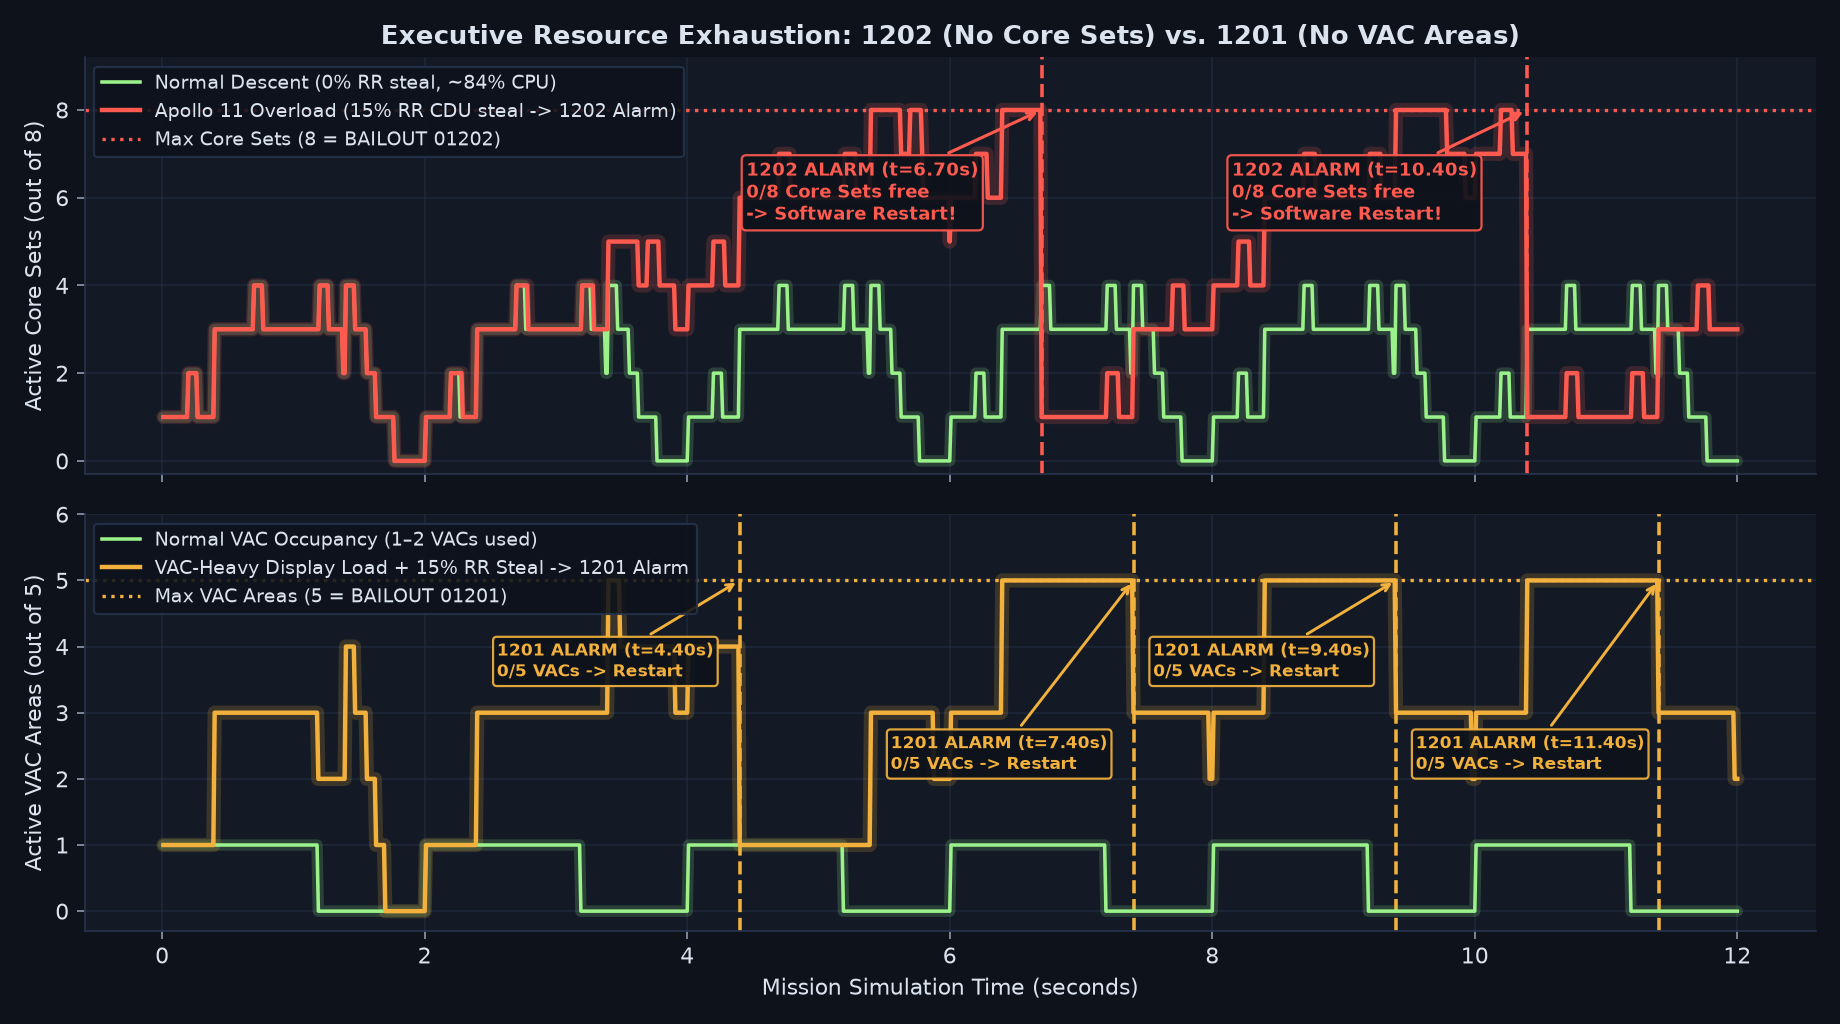 Executive Resource Exhaustion: 1202 (No Core Sets) vs. 1201 (No VAC Areas)
Active Core Sets (out of 8)
8
6
4
2
0
Normal Descent (0% RR steal, ~84% CPU)
Apollo 11 Overload (15% RR CDU steal -> 1202 Alarm)
Max Core Sets (8 = BAILOUT 01202)
1202 ALARM (t=6.70s)
0/8 Core Sets free
-> Software Restart!
1202 ALARM (t=10.40s)
0/8 Core Sets free
-> Software Restart!
Active VAC Areas (out of 5)
6
5
4
3
2
1
0
Normal VAC Occupancy (1–2 VACs used)
VAC-Heavy Display Load + 15% RR Steal -> 1201 Alarm
Max VAC Areas (5 = BAILOUT 01201)
1201 ALARM (t=4.40s)
0/5 VACs -> Restart
1201 ALARM (t=7.40s)
0/5 VACs -> Restart
1201 ALARM (t=9.40s)
0/5 VACs -> Restart
1201 ALARM (t=11.40s)
0/5 VACs -> Restart
0 2 4 6 8 10 12
Mission Simulation Time (seconds)